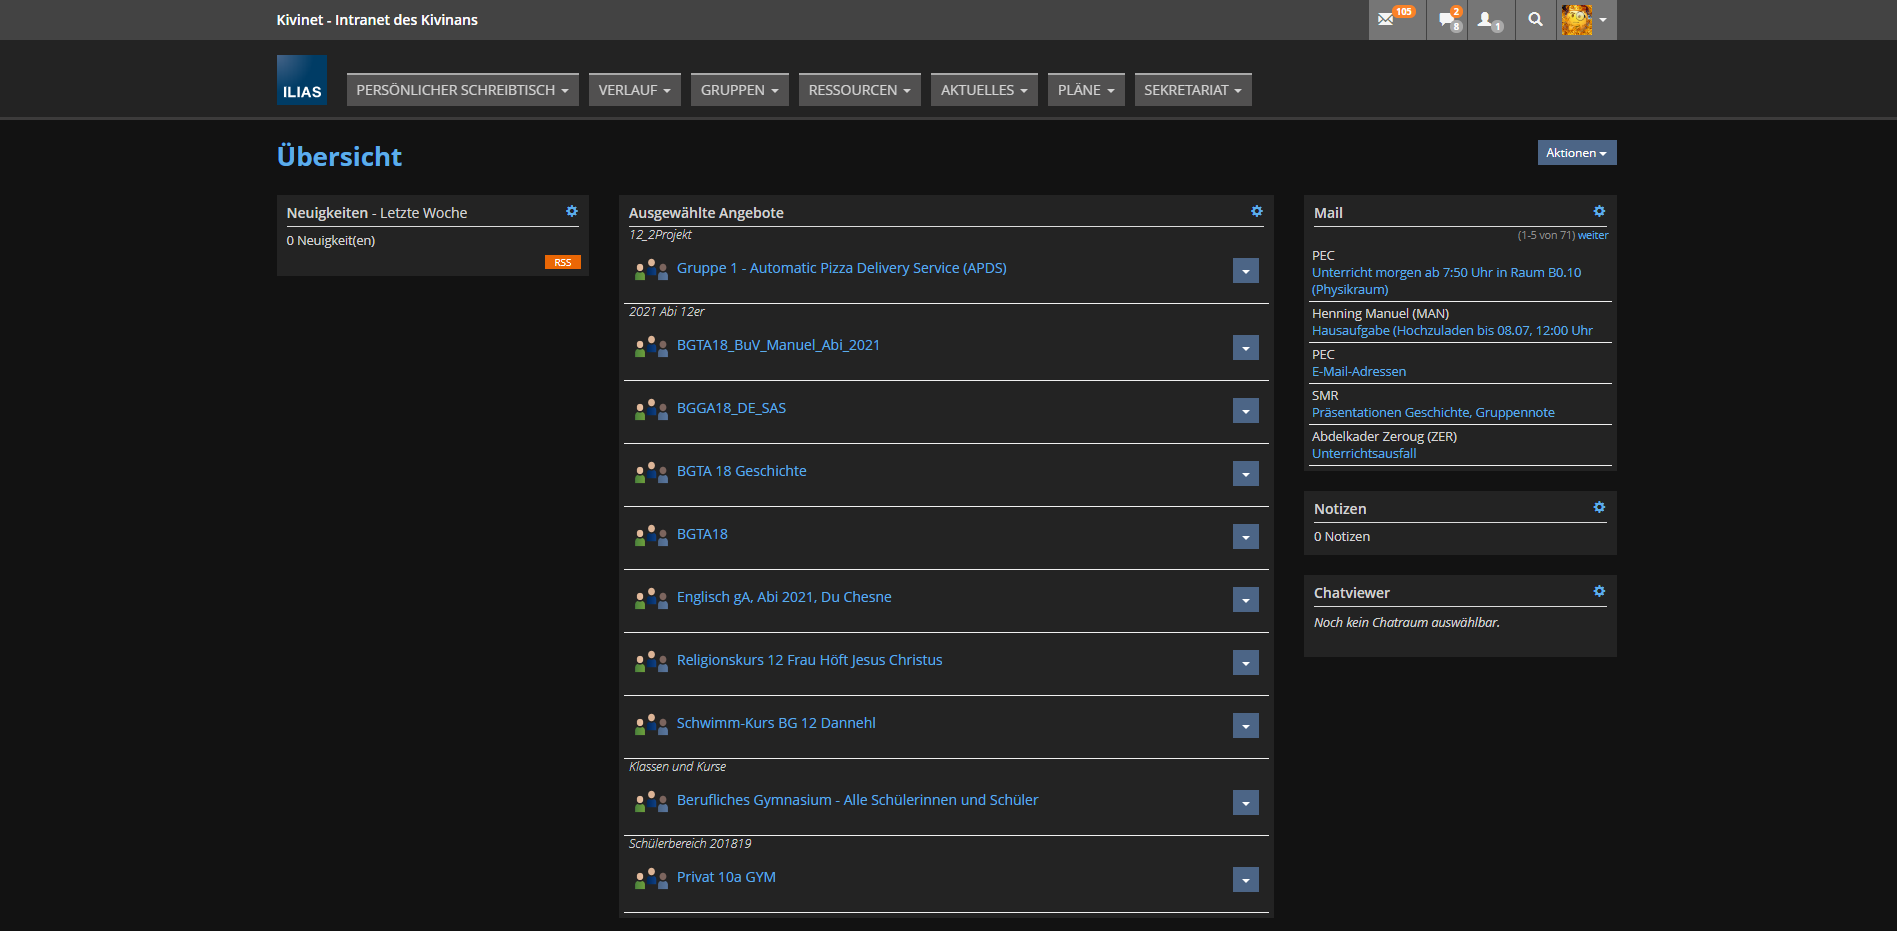 Kivinet - Intranet des Kivinans
105
2
8
1
ILIAS
PERSÖNLICHER SCHREIBTISCH
VERLAUF
GRUPPEN
RESSOURCEN
AKTUELLES
PLÄNE
SEKRETARIAT
Übersicht
Aktionen
Neuigkeiten - Letzte Woche
0 Neuigkeit(en)
RSS
Ausgewählte Angebote
12_2Projekt
Gruppe 1 - Automatic Pizza Delivery Service (APDS)
2021 Abi 12er
BGTA18_BuV_Manuel_Abi_2021
BGGA18_DE_SAS
BGTA 18 Geschichte
BGTA18
Englisch gA, Abi 2021, Du Chesne
Religionskurs 12 Frau Höft Jesus Christus
Schwimm-Kurs BG 12 Dannehl
Klassen und Kurse
Berufliches Gymnasium - Alle Schülerinnen und Schüler
Schülerbereich 201819
Privat 10a GYM
Mail
(1-5 von 71) weiter
PEC
Unterricht morgen ab 7:50 Uhr in Raum B0.10
(Physikraum)
Henning Manuel (MAN)
Hausaufgabe (Hochzuladen bis 08.07, 12:00 Uhr
PEC
E-Mail-Adressen
SMR
Präsentationen Geschichte, Gruppennote
Abdelkader Zeroug (ZER)
Unterrichtsausfall
Notizen
0 Notizen
Chatviewer
Noch kein Chatraum auswählbar.